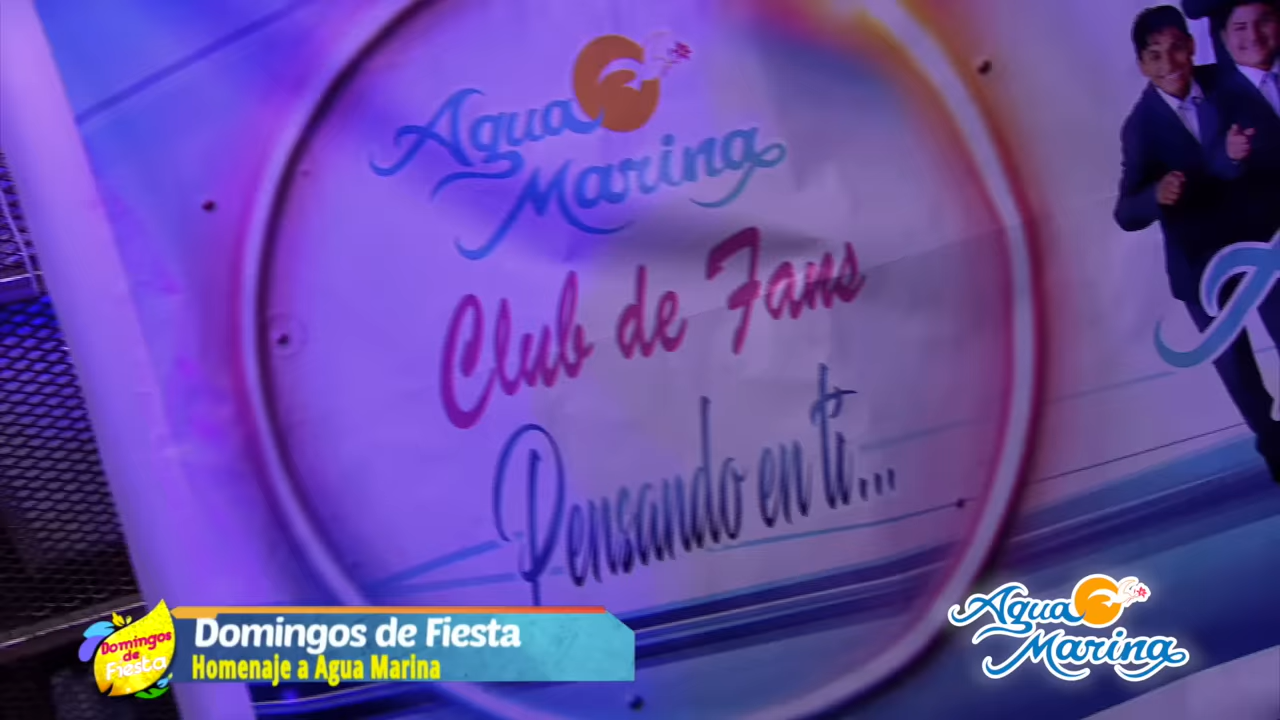 Agua
Marina
Club de Fans
Pensando en ti...
Domingos
de
Fiesta
Domingos de Fiesta
Homenaje a Agua Marina
Agua
Marina